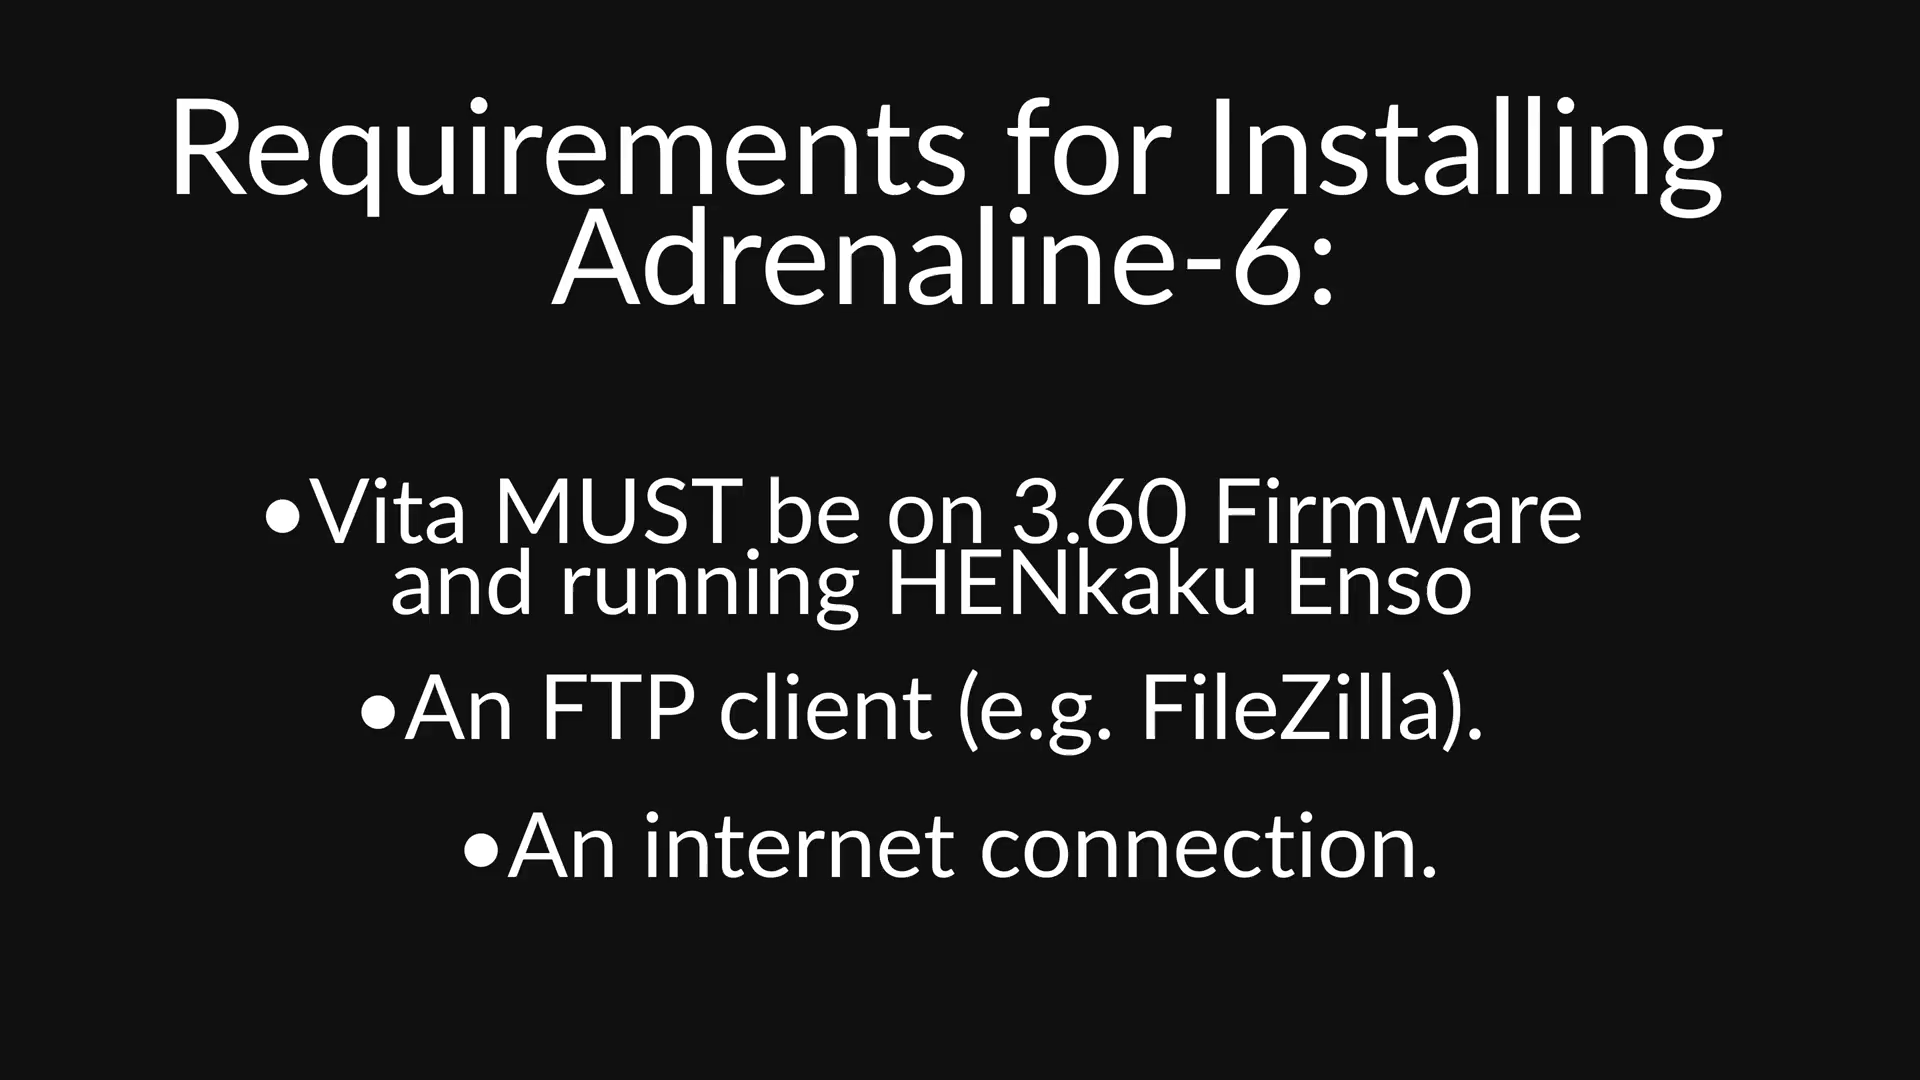 Requirements for Installing
Adrenaline-6:
•Vita MUST be on 3.60 Firmware
and running HENkaku Enso
•An FTP client (e.g. FileZilla).
•An internet connection.